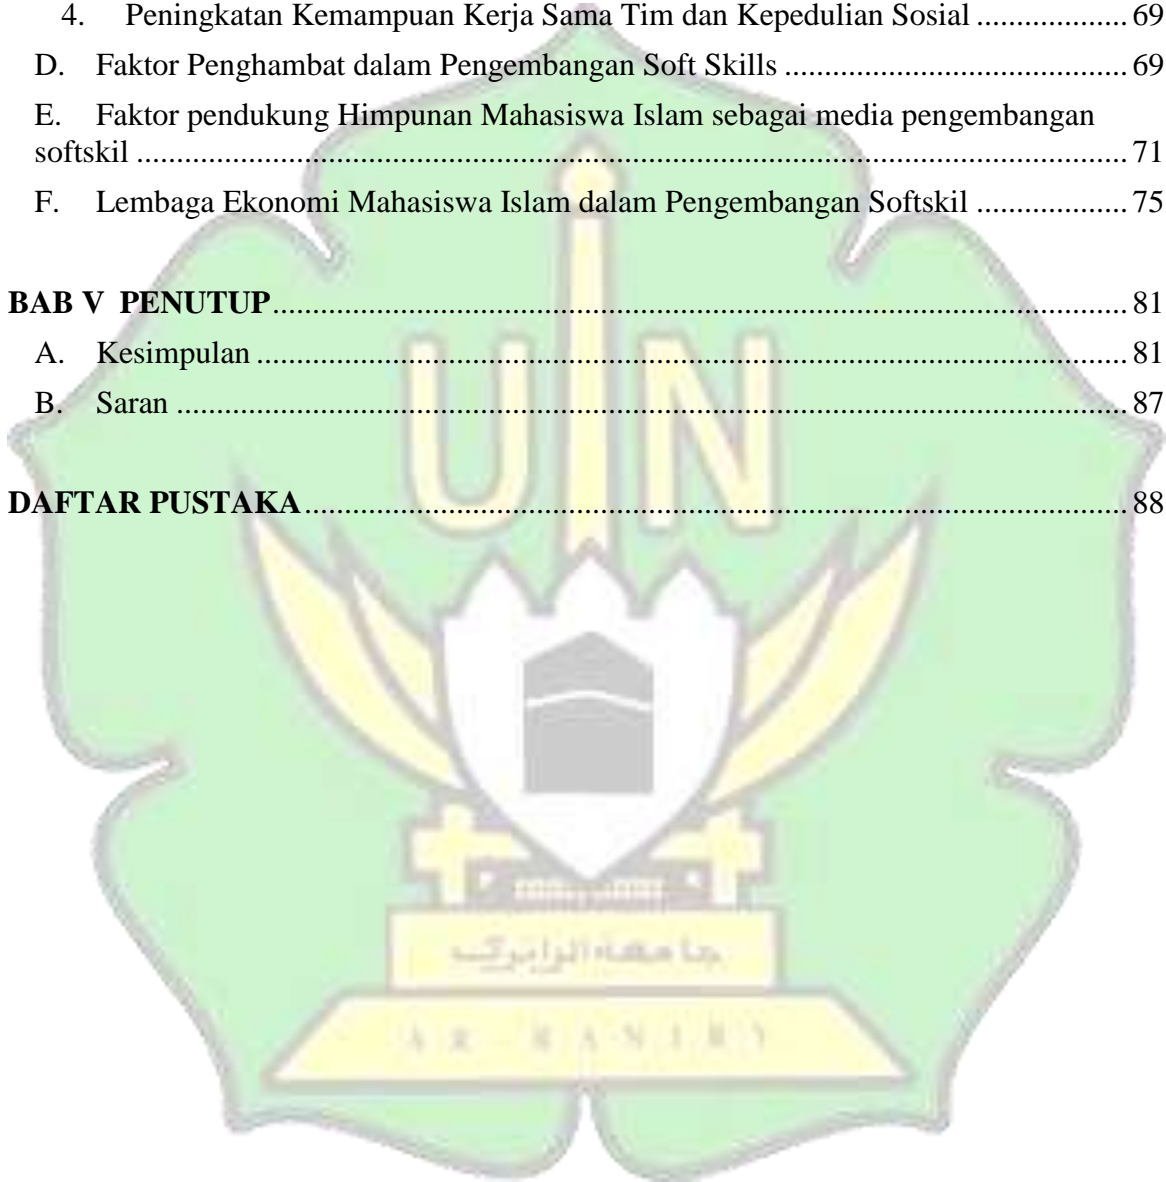 4. Peningkatan Kemampuan Kerja Sama Tim dan Kepedulian Sosial ................... 69
D. Faktor Penghambat dalam Pengembangan Soft Skills ........................................... 69
E. Faktor pendukung Himpunan Mahasiswa Islam sebagai media pengembangan
softskil ............................................................................................................................ 71
F. Lembaga Ekonomi Mahasiswa Islam dalam Pengembangan Softskil ................... 75
BAB V PENUTUP ........................................................................................................... 81
A. Kesimpulan ............................................................................................................. 81
B. Saran ....................................................................................................................... 87
DAFTAR PUSTAKA ....................................................................................................... 88
UIN
AR RANIRY